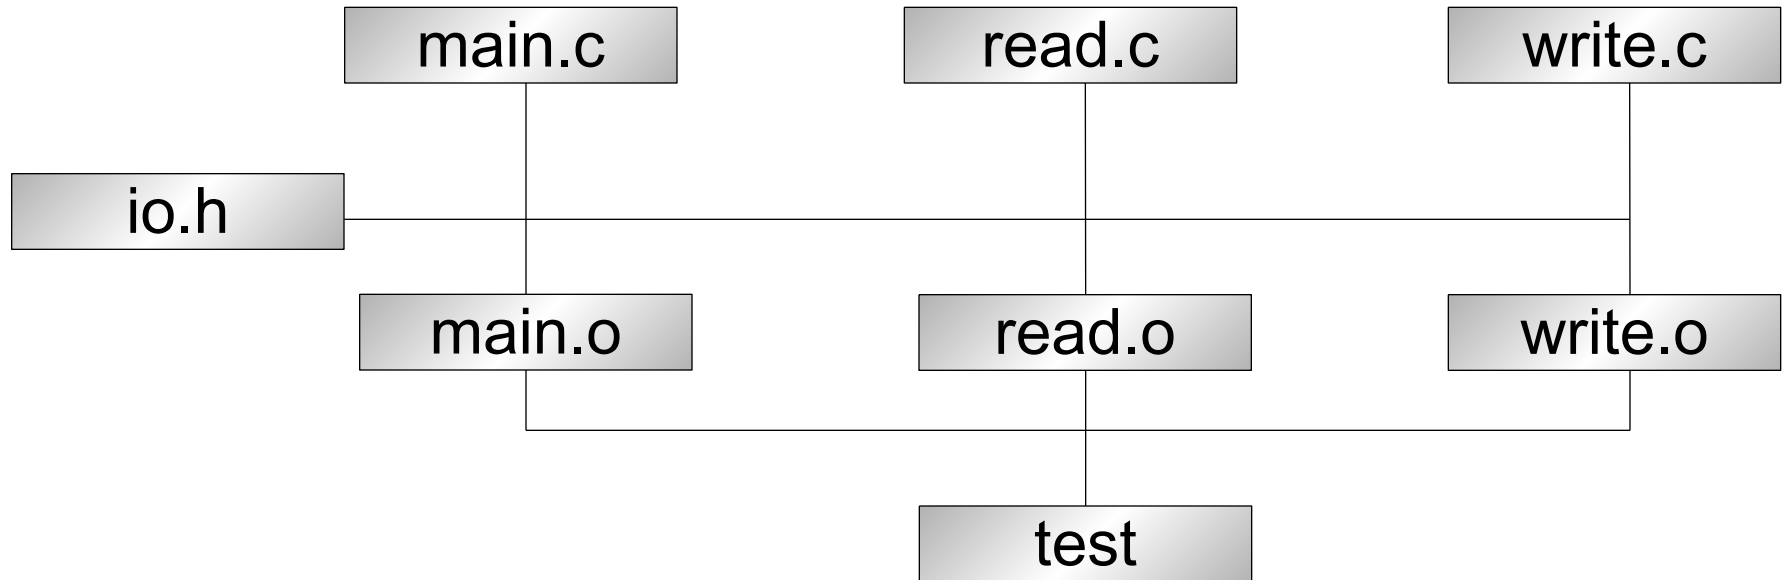 main.c
read.c
write.c
io.h
main.o
read.o
write.o
test